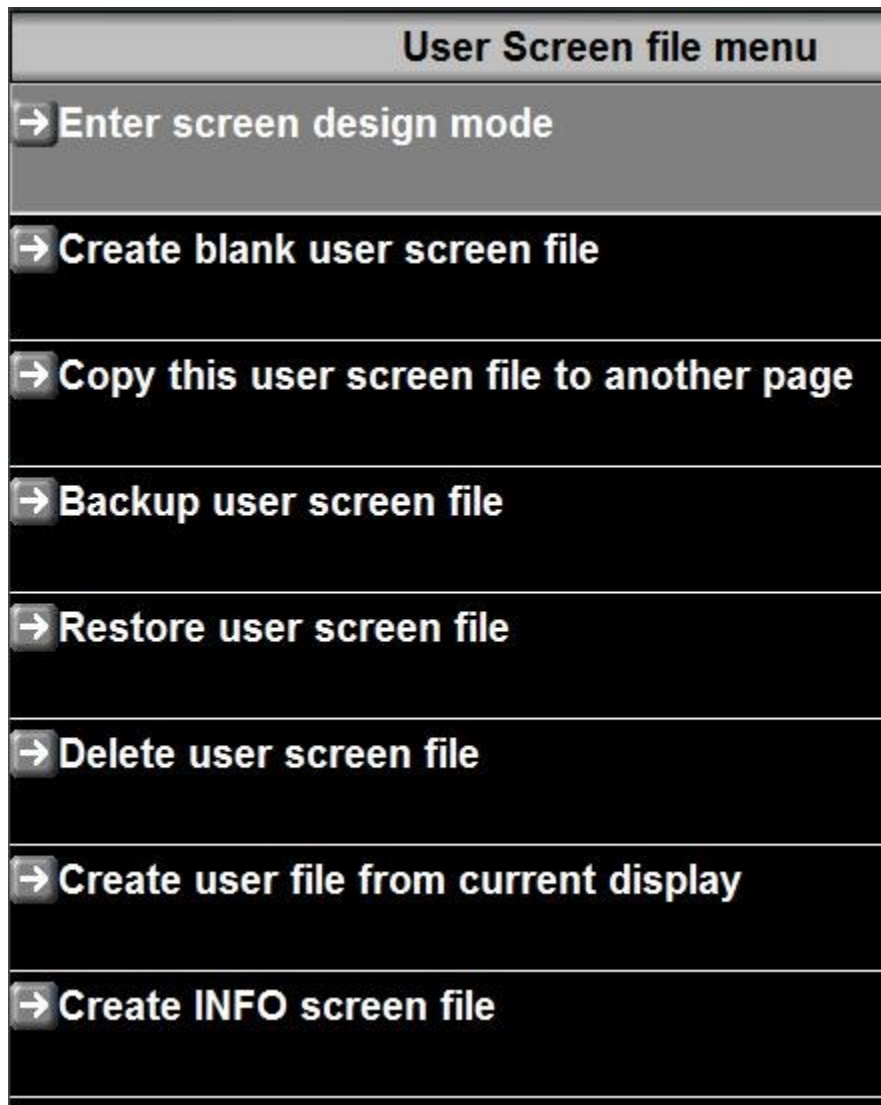 User Screen file menu
Enter screen design mode
Create blank user screen file
Copy this user screen file to another page
Backup user screen file
Restore user screen file
Delete user screen file
Create user file from current display
Create INFO screen file